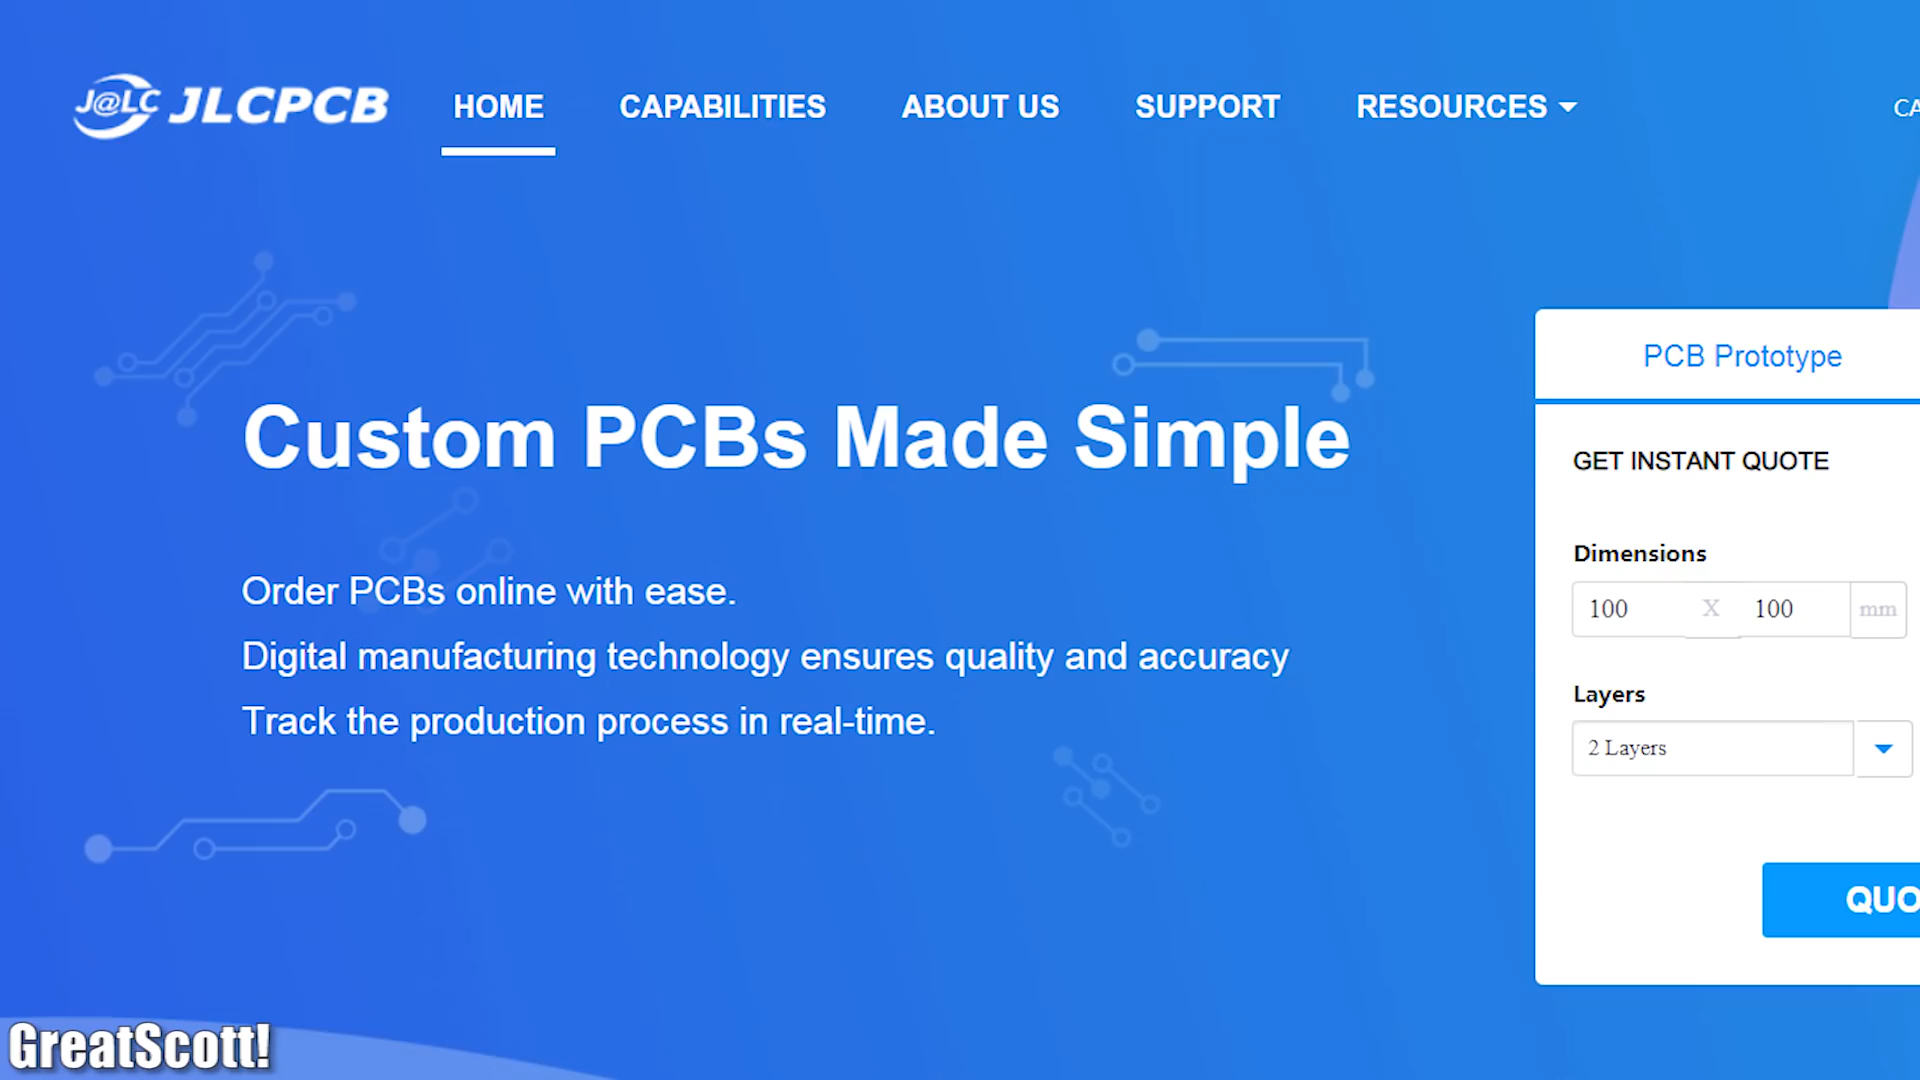 J@LC JLCPCB HOME CAPABILITIES ABOUT US SUPPORT RESOURCES
PCB Prototype
Custom PCBs Made Simple
GET INSTANT QUOTE
Order PCBs online with ease.
Digital manufacturing technology ensures quality and accuracy
Track the production process in real-time.
Dimensions
100 X 100 mm
Layers
2 Layers
GreatScott!